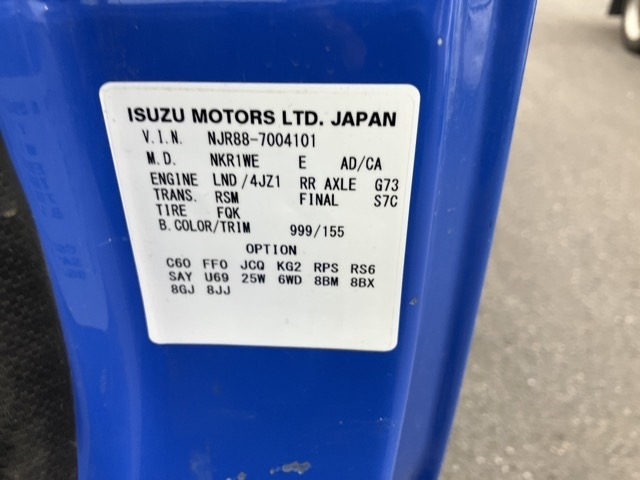 ISUZU MOTORS LTD. JAPAN
V.I.N. NJR88-7004101
M.D. NKR1WE E AD/CA
ENGINE LND/4JZ1 RR AXLE G73
TRANS. RSM FINAL S7C
TIRE FQK
B.COLOR/TRIM 999/155
OPTION
C60 FF0 JCQ KG2 RPS RS6
SAY U69 25W 6WD 8BM 8BX
8GJ 8JJ